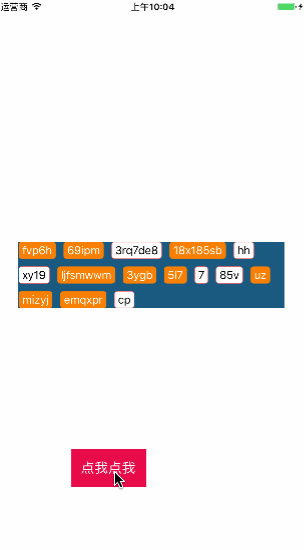 运营商 上午10:04
fvp6h 69ipm 3rq7de8 18x185sb hh
xy19 ljfsmwwm 3ygb 5i7 7 85v uz
mizyj emqxpr cp
点我点我